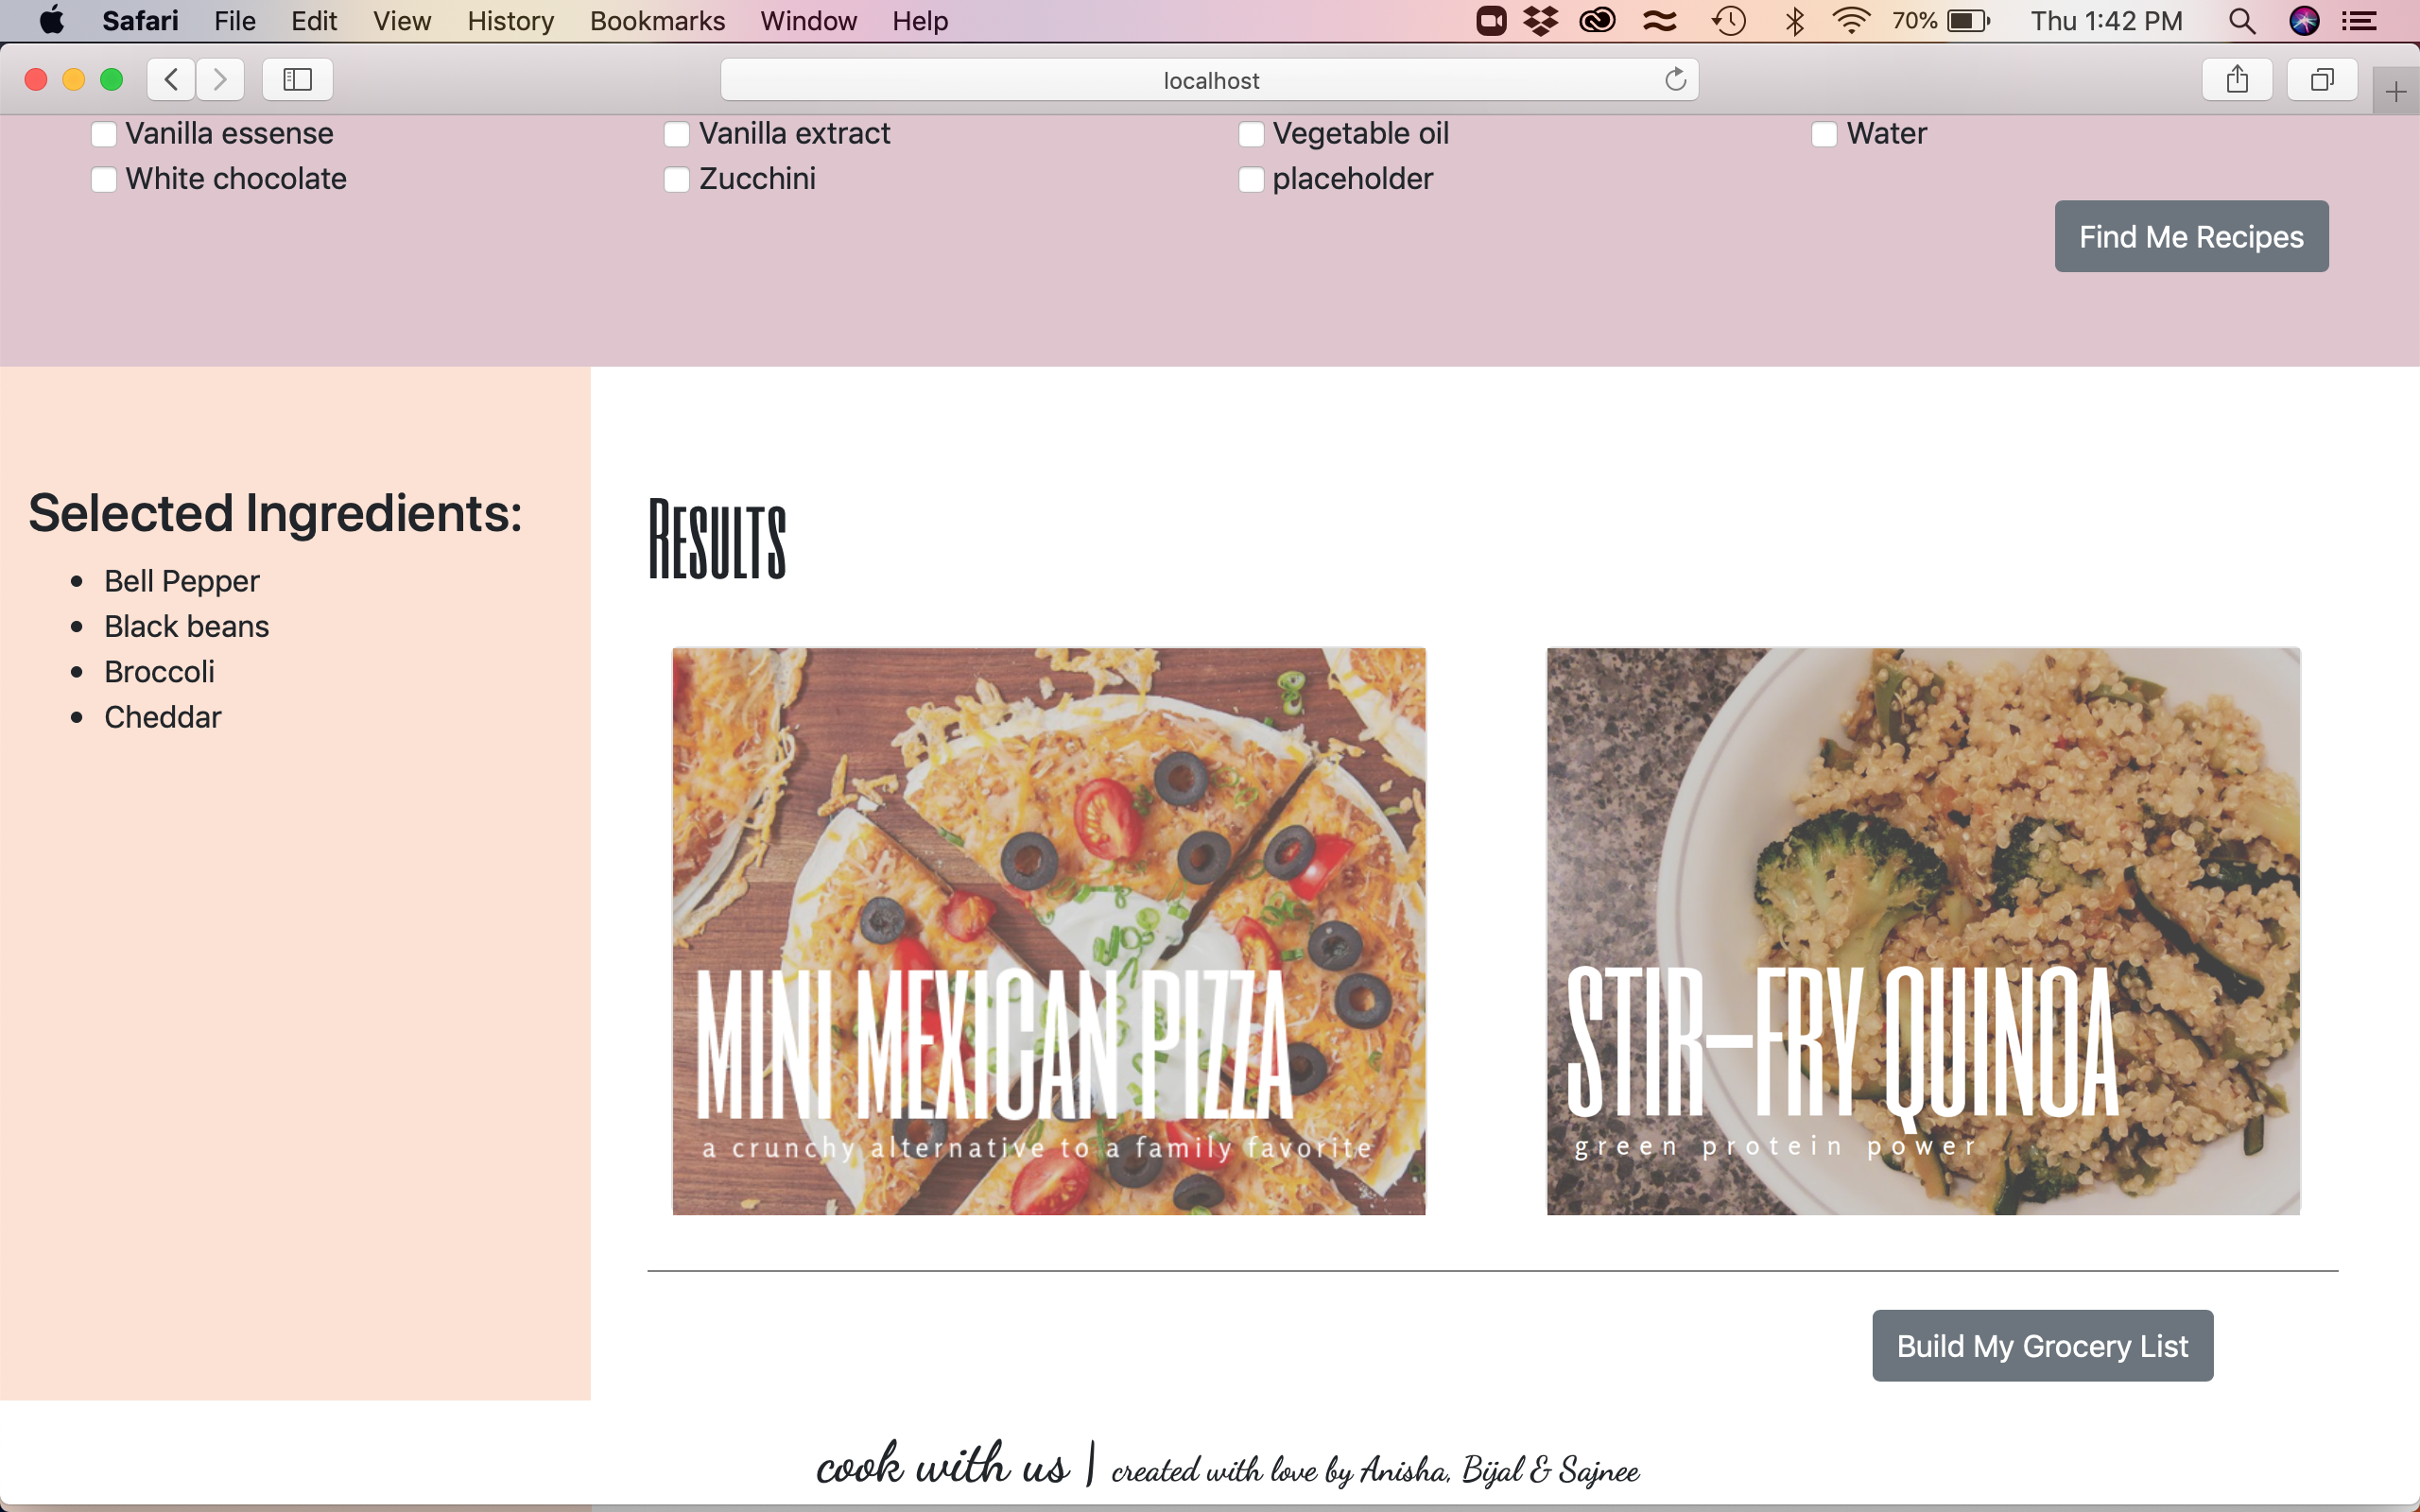 Safari File Edit View History Bookmarks Window Help 70% Thu 1:42 PM
localhost
Vanilla essense Vanilla extract Vegetable oil Water
White chocolate Zucchini placeholder
Find Me Recipes
Selected Ingredients:
Bell Pepper
Black beans
Broccoli
Cheddar
Results
MINI MEXICAN PIZZA
a crunchy alternative to a family favorite
STIR-FRY QUINOA
green protein power
Build My Grocery List
cook with us | created with love by Anisha, Bijal & Sajnee